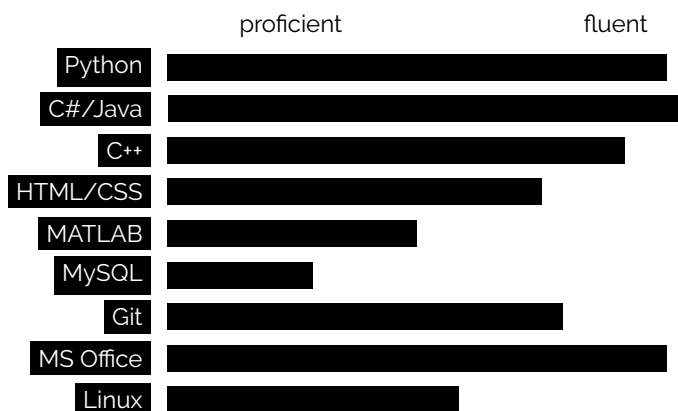 proficient fluent
Python
C#/Java
C++
HTML/CSS
MATLAB
MySQL
Git
MS Office
Linux